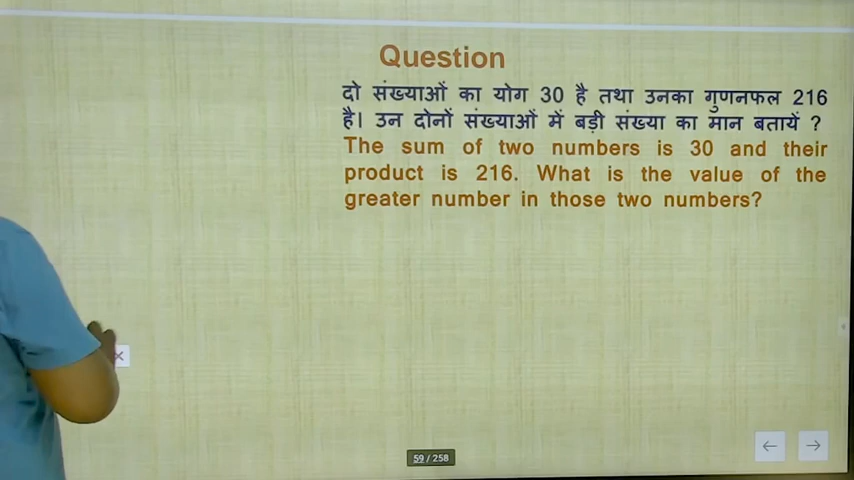 Question
दो संख्याओं का योग 30 है तथा उनका गुणनफल 216
है। उन दोनों संख्याओं में बड़ी संख्या का मान बतायें ?
The sum of two numbers is 30 and their
product is 216. What is the value of the
greater number in those two numbers?
59 / 258